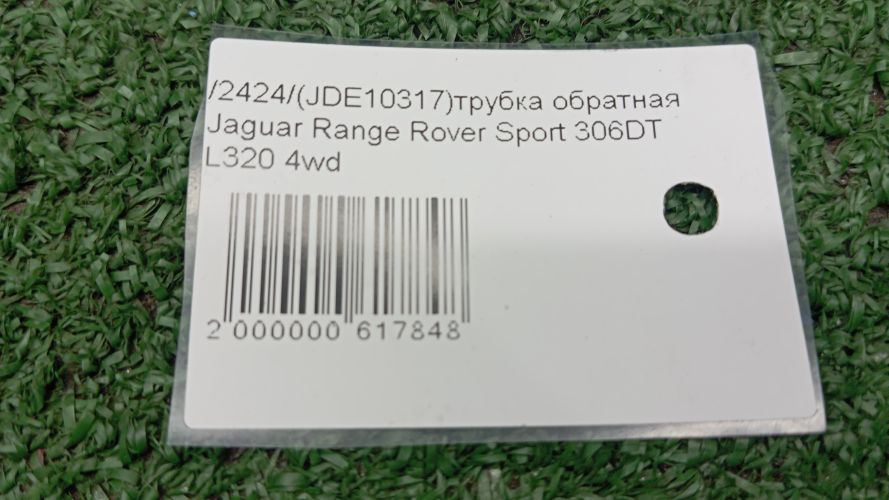 /2424/(JDE10317)трубка обратная
Jaguar Range Rover Sport 306DT
L320 4wd
2 000000 617848